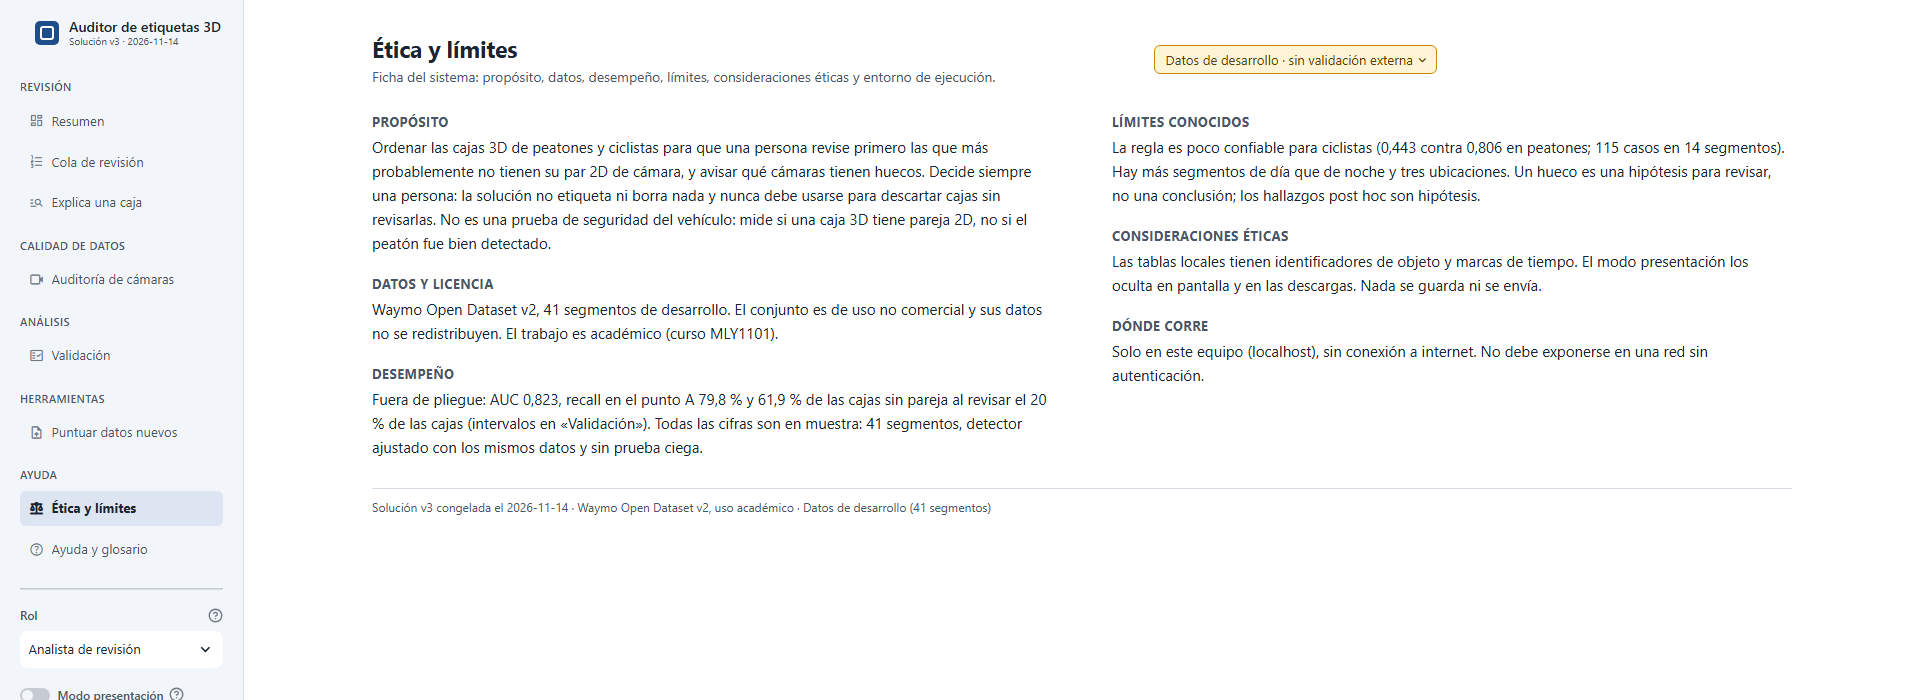 Auditor de etiquetas 3D
Solución v3 · 2026-11-14
REVISIÓN
Resumen
Cola de revisión
Explica una caja
CALIDAD DE DATOS
Auditoría de cámaras
ANÁLISIS
Validación
HERRAMIENTAS
Puntuar datos nuevos
AYUDA
Ética y límites
Ayuda y glosario
Rol
Analista de revisión
Modo presentación
Ética y límites
Ficha del sistema: propósito, datos, desempeño, límites, consideraciones éticas y entorno de ejecución.
Datos de desarrollo · sin validación externa
PROPÓSITO
Ordenar las cajas 3D de peatones y ciclistas para que una persona revise primero las que más
probablemente no tienen su par 2D de cámara, y avisar qué cámaras tienen huecos. Decide siempre
una persona: la solución no etiqueta ni borra nada y nunca debe usarse para descartar cajas sin
revisarlas. No es una prueba de seguridad del vehículo: mide si una caja 3D tiene pareja 2D, no si el
peatón fue bien detectado.
DATOS Y LICENCIA
Waymo Open Dataset v2, 41 segmentos de desarrollo. El conjunto es de uso no comercial y sus datos
no se redistribuyen. El trabajo es académico (curso MLY1101).
DESEMPEÑO
Fuera de pliegue: AUC 0,823, recall en el punto A 79,8 % y 61,9 % de las cajas sin pareja al revisar el 20
% de las cajas (intervalos en «Validación»). Todas las cifras son en muestra: 41 segmentos, detector
ajustado con los mismos datos y sin prueba ciega.
LÍMITES CONOCIDOS
La regla es poco confiable para ciclistas (0,443 contra 0,806 en peatones; 115 casos en 14 segmentos).
Hay más segmentos de día que de noche y tres ubicaciones. Un hueco es una hipótesis para revisar,
no una conclusión; los hallazgos post hoc son hipótesis.
CONSIDERACIONES ÉTICAS
Las tablas locales tienen identificadores de objeto y marcas de tiempo. El modo presentación los
oculta en pantalla y en las descargas. Nada se guarda ni se envía.
DÓNDE CORRE
Solo en este equipo (localhost), sin conexión a internet. No debe exponerse en una red sin
autenticación.
Solución v3 congelada el 2026-11-14 · Waymo Open Dataset v2, uso académico · Datos de desarrollo (41 segmentos)